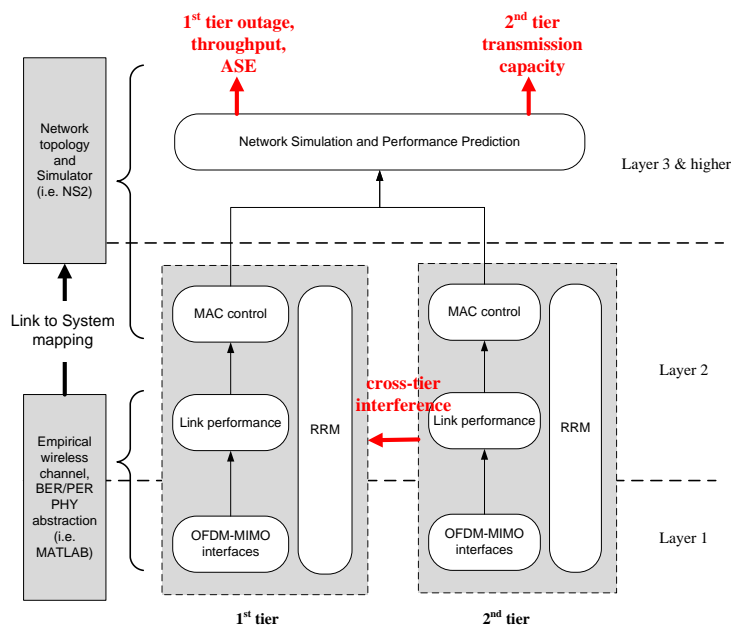 1st tier outage,
throughput,
ASE
2nd tier
transmission
capacity
Network
topology
and
Simulator
(i.e. NS2)
Network Simulation and Performance Prediction
Layer 3 & higher
Link to System
mapping
MAC control
MAC control
RRM
RRM
Layer 2
cross-tier
interference
Link performance
Link performance
Empirical
wireless
channel,
BER/PER
PHY
abstraction
(i.e.
MATLAB)
OFDM-MIMO
interfaces
OFDM-MIMO
interfaces
Layer 1
1st tier
2nd tier